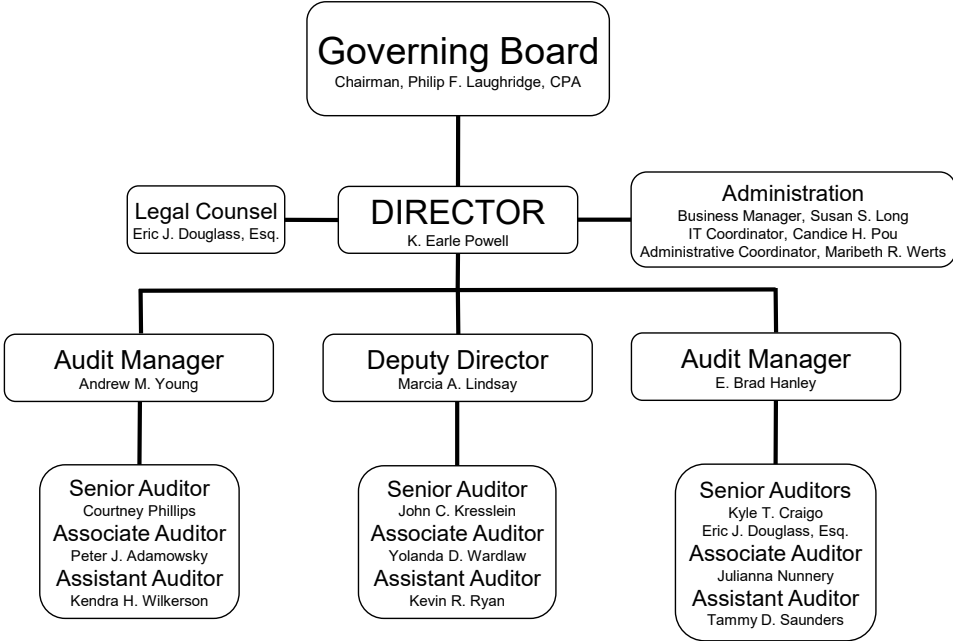 Governing Board
Chairman, Philip F. Laughridge, CPA
Legal Counsel
Eric J. Douglass, Esq.
DIRECTOR
K. Earle Powell
Administration
Business Manager, Susan S. Long
IT Coordinator, Candice H. Pou
Administrative Coordinator, Maribeth R. Werts
Audit Manager
Andrew M. Young
Deputy Director
Marcia A. Lindsay
Audit Manager
E. Brad Hanley
Senior Auditor
Courtney Phillips
Associate Auditor
Peter J. Adamowsky
Assistant Auditor
Kendra H. Wilkerson
Senior Auditor
John C. Kresslein
Associate Auditor
Yolanda D. Wardlaw
Assistant Auditor
Kevin R. Ryan
Senior Auditors
Kyle T. Craigo
Eric J. Douglass, Esq.
Associate Auditor
Julianna Nunnery
Assistant Auditor
Tammy D. Saunders